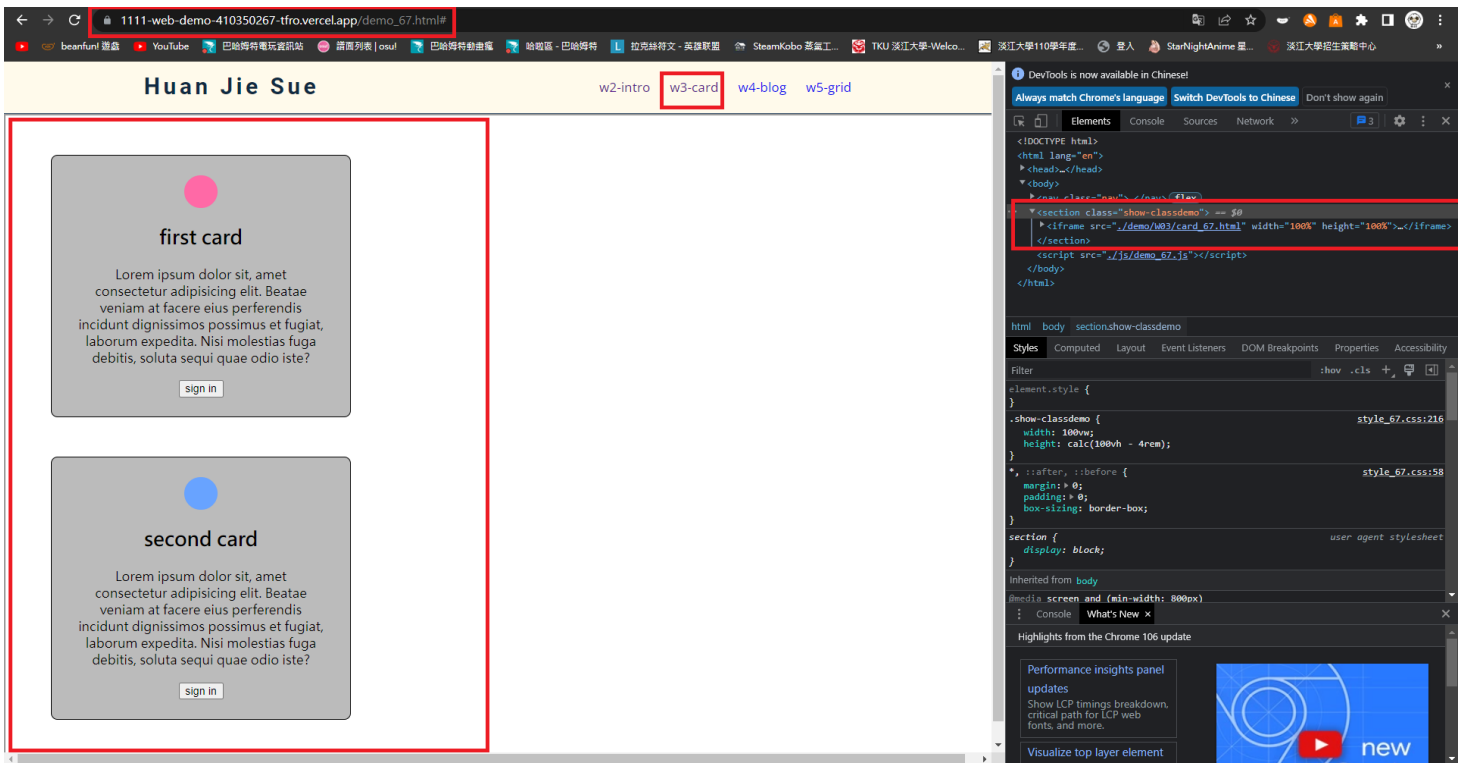 1111-web-demo-410350267-tfro.vercel.app/demo_67.html#
beanfun! 遊戲 YouTube 巴哈姆特電玩資訊站 譜面列表 | osu! 巴哈姆特動畫瘋 哈啦區 - 巴哈姆特 拉克絲符文 - 英雄联盟 SteamKobo 蒸氣工... TKU 淡江大學-Welco... 淡江大學110學年度... 登入 StarNightAnime 星... 淡江大學招生策略中心 »
Huan Jie Sue
w2-intro w3-card w4-blog w5-grid
first card
Lorem ipsum dolor sit, amet
consectetur adipisicing elit. Beatae
veniam at facere eius perferendis
incidunt dignissimos possimus et fugiat,
laborum expedita. Nisi molestias fuga
debitis, soluta sequi quae odio iste?
sign in
second card
Lorem ipsum dolor sit, amet
consectetur adipisicing elit. Beatae
veniam at facere eius perferendis
incidunt dignissimos possimus et fugiat,
laborum expedita. Nisi molestias fuga
debitis, soluta sequi quae odio iste?
sign in
DevTools is now available in Chinese!
Always match Chrome's language Switch DevTools to Chinese Don't show again
Elements Console Sources Network » 3
<!DOCTYPE html>
<html lang="en">
<head>…</head>
<body>
<nav class="nav"> </nav> flex
<section class="show-classdemo"> == $0
<iframe src="./demo/W03/card_67.html" width="100%" height="100%">…</iframe>
</section>
<script src="./js/demo_67.js"></script>
</body>
</html>
html body section.show-classdemo
Styles Computed Layout Event Listeners DOM Breakpoints Properties Accessibility
Filter :hov .cls +
element.style {
}
.show-classdemo { style_67.css:216
width: 100vw;
height: calc(100vh - 4rem);
}
*, ::after, ::before { style_67.css:58
margin: 0;
padding: 0;
box-sizing: border-box;
}
section { user agent stylesheet
display: block;
}
Inherited from body
@media screen and (min-width: 800px)
Console What's New ×
Highlights from the Chrome 106 update
Performance insights panel
updates
Show LCP timings breakdown,
critical path for LCP web
fonts, and more.
Visualize top layer element
new